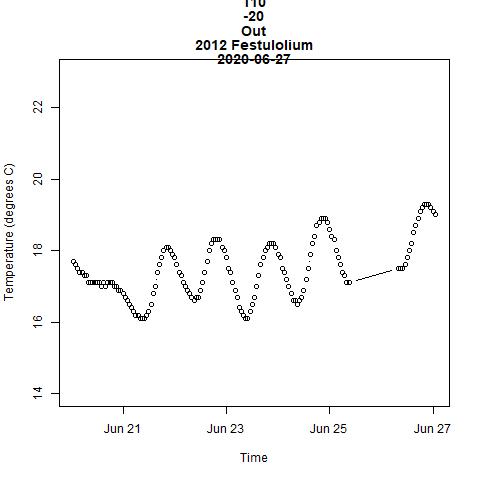 110
-20
Out
2012 Festulolium
2020-06-27
Temperature (degrees C)
22
20
18
16
14
Jun 21
Jun 23
Jun 25
Jun 27
Time